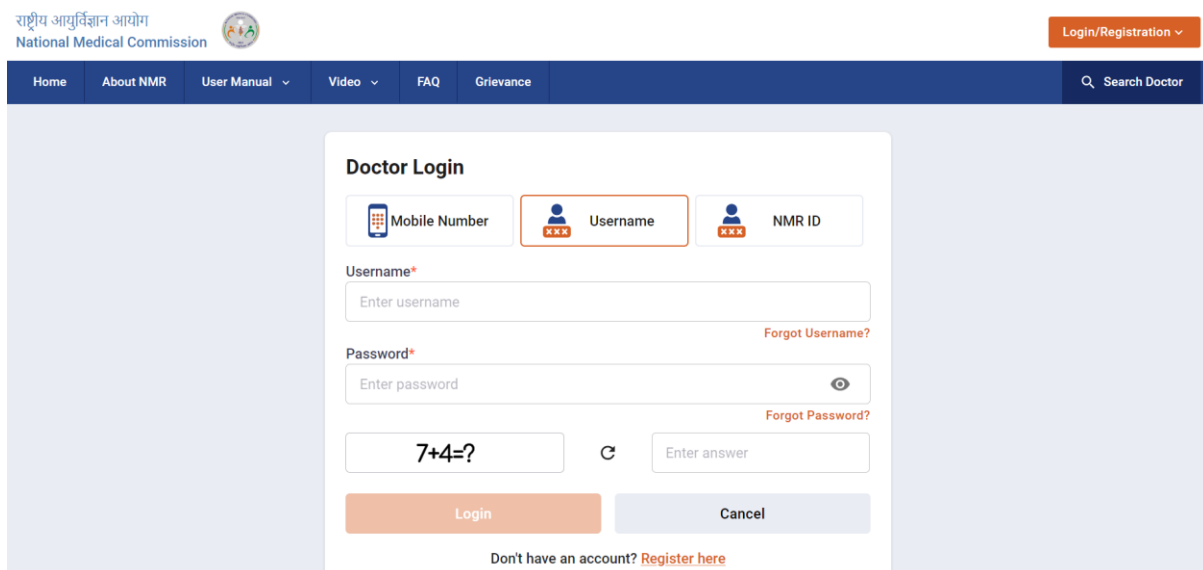 राष्ट्रीय आयुर्विज्ञान आयोग
National Medical Commission
Login/Registration
Home About NMR User Manual Video FAQ Grievance Search Doctor
Doctor Login
Mobile Number Username NMR ID
Username*
Enter username
Forgot Username?
Password*
Enter password
Forgot Password?
7+4=? Enter answer
Login Cancel
Don't have an account? Register here